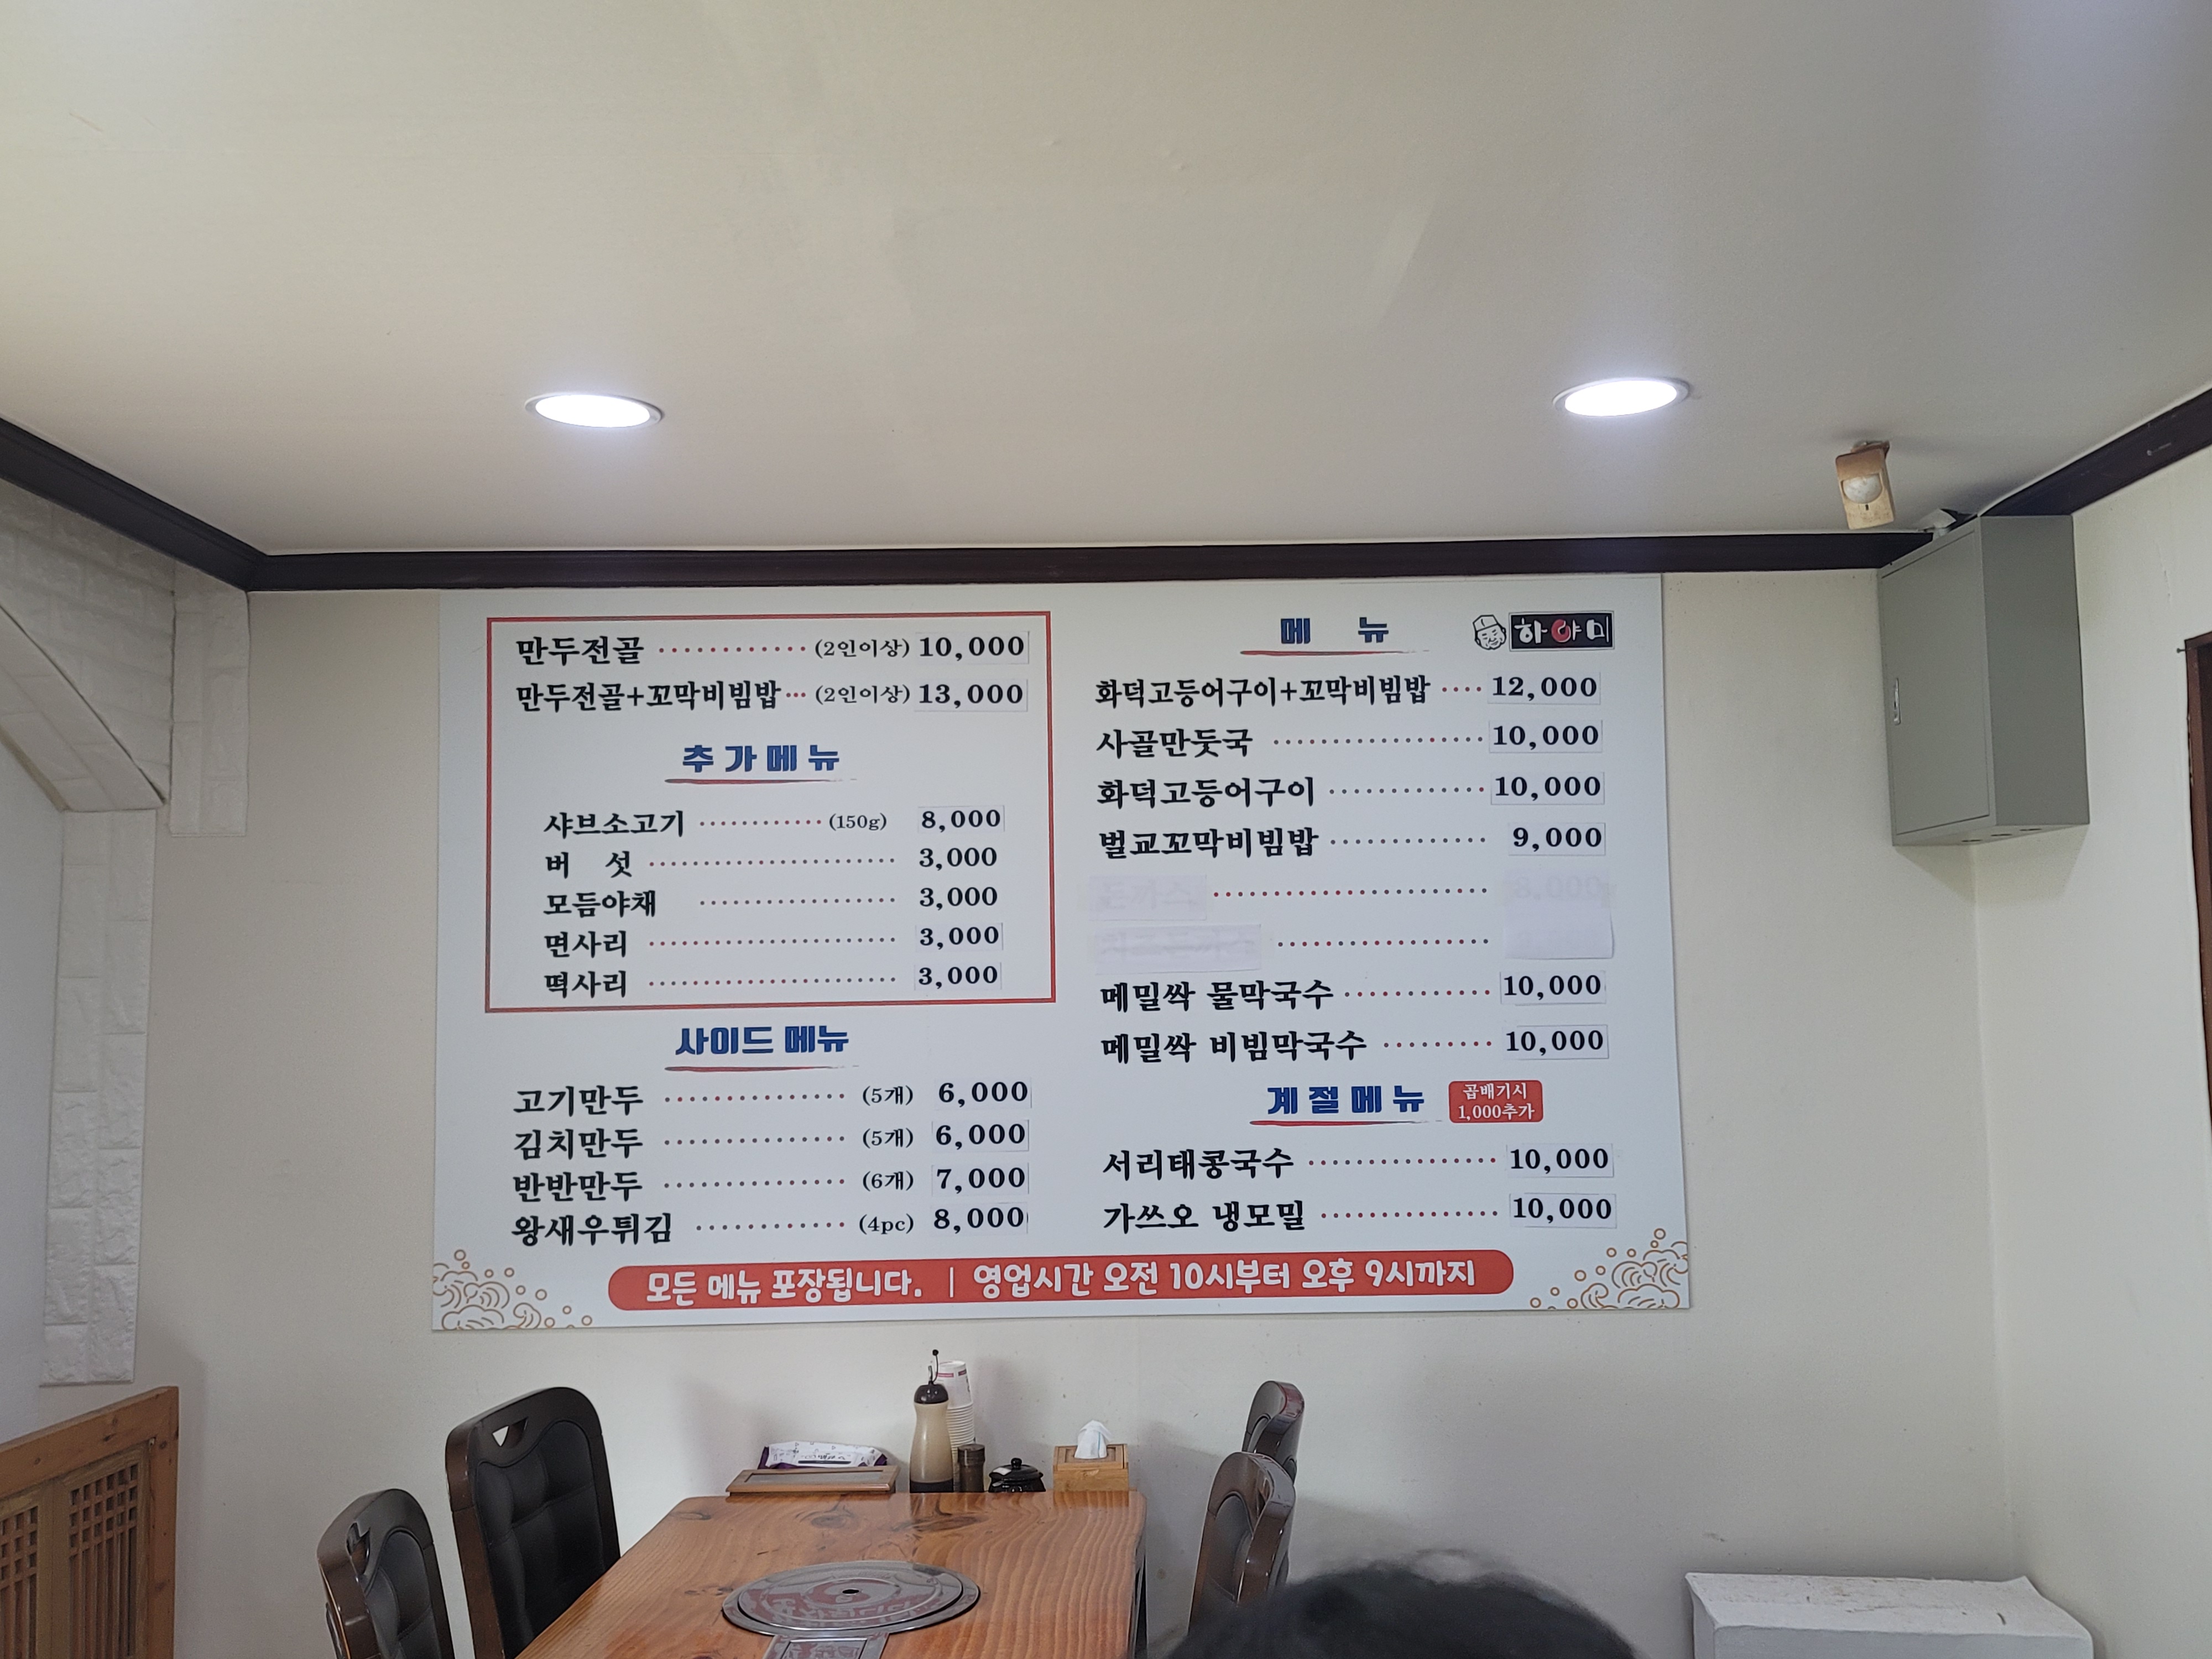 만두전골 (2인이상) 10,000
만두전골+꼬막비빔밥 (2인이상) 13,000
추가메뉴
샤브소고기 (150g) 8,000
버 섯 3,000
모듬야채 3,000
면사리 3,000
떡사리 3,000
사이드 메뉴
고기만두 (5개) 6,000
김치만두 (5개) 6,000
반반만두 (6개) 7,000
왕새우튀김 (4pc) 8,000
메 뉴
하야미
화덕고등어구이+꼬막비빔밥 12,000
사골만둣국 10,000
화덕고등어구이 10,000
벌교꼬막비빔밥 9,000
돈까스 8,000
메밀싹 물막국수 10,000
메밀싹 비빔막국수 10,000
계절메뉴
곱배기시
1,000추가
서리태콩국수 10,000
가쓰오 냉모밀 10,000
모든 메뉴 포장됩니다. | 영업시간 오전 10시부터 오후 9시까지